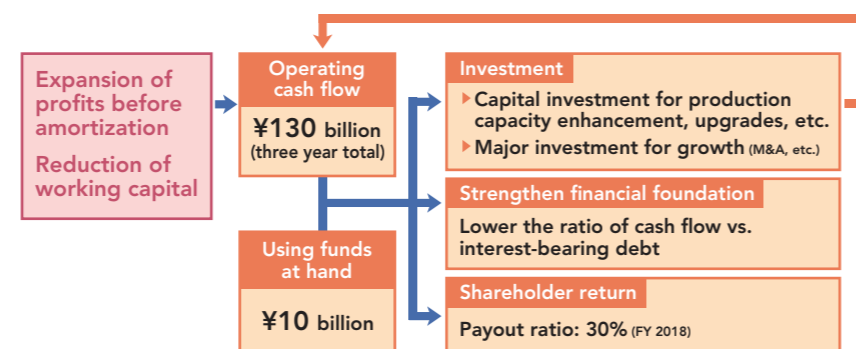 Expansion of
profits before
amortization
Reduction of
working capital
Operating
cash flow
¥130 billion
(three year total)
Using funds
at hand
¥10 billion
Investment
Capital investment for production
capacity enhancement, upgrades, etc.
Major investment for growth (M&A, etc.)
Strengthen financial foundation
Lower the ratio of cash flow vs.
interest-bearing debt
Shareholder return
Payout ratio: 30% (FY 2018)